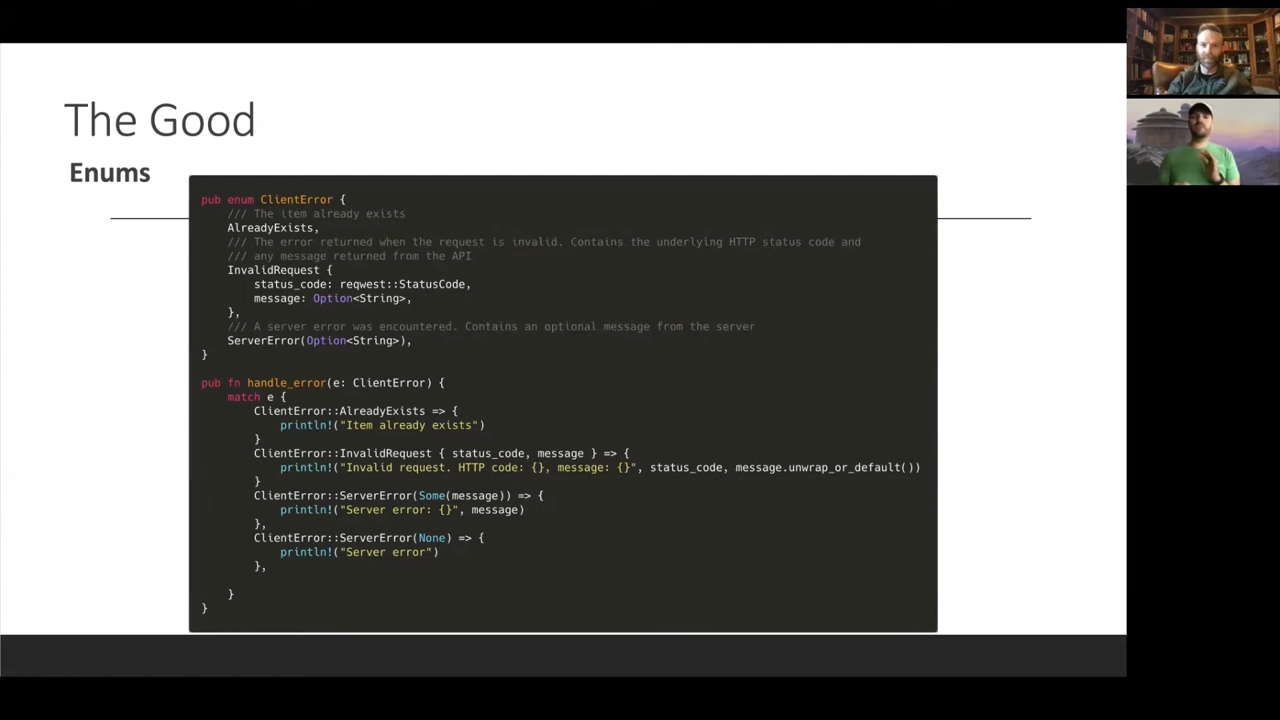 The Good
Enums
pub enum ClientError {
    /// The item already exists
    AlreadyExists,
    /// The error returned when the request is invalid. Contains the underlying HTTP status code and
    /// any message returned from the API
    InvalidRequest {
        status_code: reqwest::StatusCode,
        message: Option<String>,
    },
    /// A server error was encountered. Contains an optional message from the server
    ServerError(Option<String>),
}
pub fn handle_error(e: ClientError) {
    match e {
        ClientError::AlreadyExists => {
            println!("Item already exists")
        }
        ClientError::InvalidRequest { status_code, message } => {
            println!("Invalid request. HTTP code: {}, message: {}", status_code, message.unwrap_or_default())
        }
        ClientError::ServerError(Some(message)) => {
            println!("Server error: {}", message)
        },
        ClientError::ServerError(None) => {
            println!("Server error")
        },
    }
}